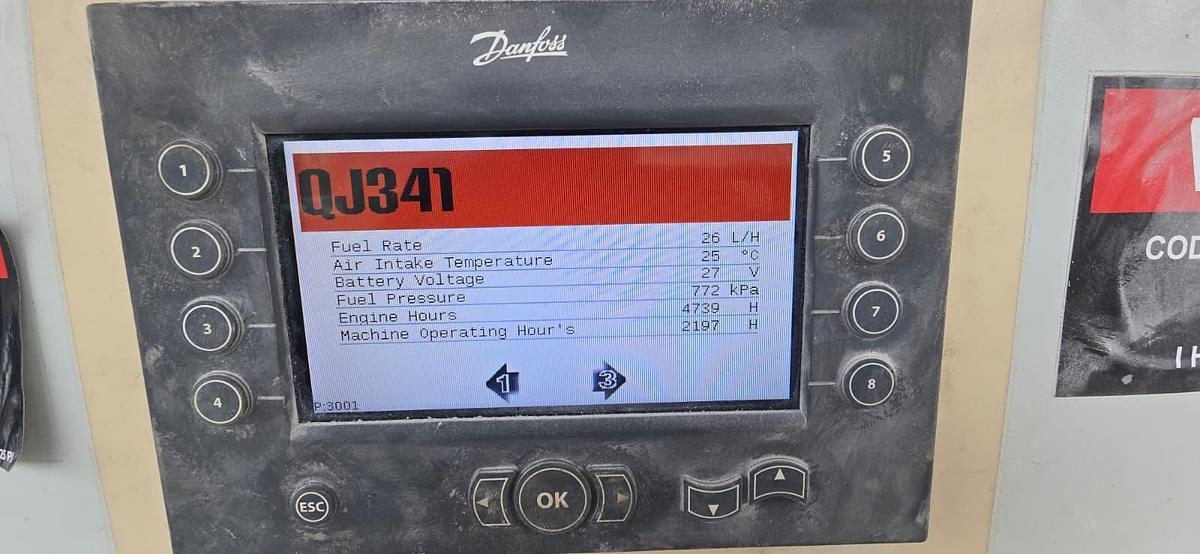 Danfoss
QJ341
Fuel Rate 26 L/H
Air Intake Temperature 25 °C
Battery Voltage 27 V
Fuel Pressure 772 kPa
Engine Hours 4739 H
Machine Operating Hour's 2197 H
1 3
P:3001
1
2
3
4
5
6
7
8
ESC
OK
COD
I H